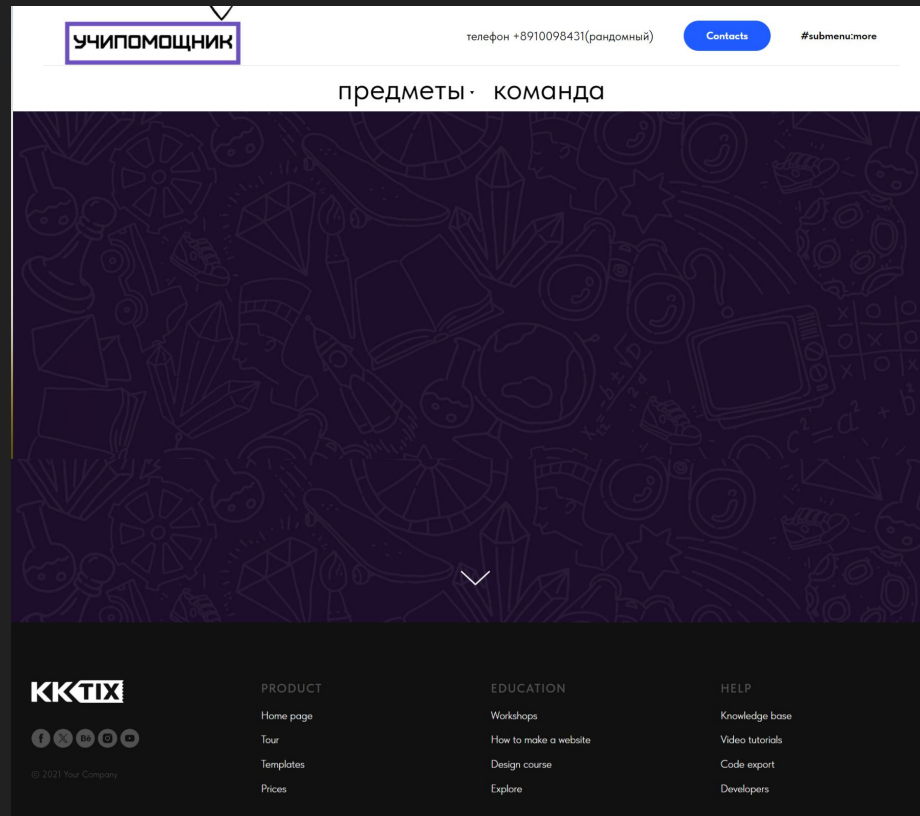 УЧИПОМОЩНИК
телефон +8910098431(рандомный)
Contacts
#submenu:more
предметы· команда
KKTIX
© 2021 Your Company
PRODUCT
Home page
Tour
Templates
Prices
EDUCATION
Workshops
How to make a website
Design course
Explore
HELP
Knowledge base
Video tutorials
Code export
Developers